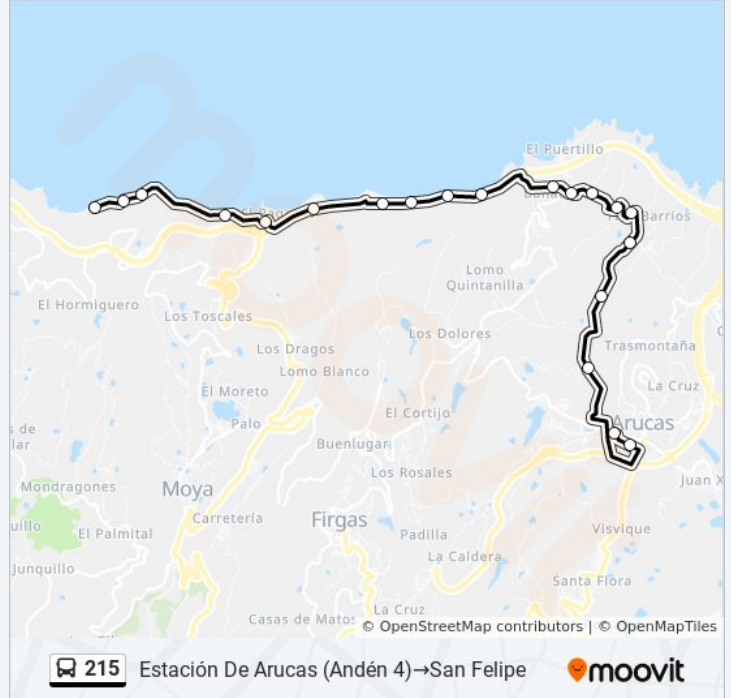 El Puertillo
Barrios
Lomo
Quintanilla
El Hormiguero
Los Toscales
Los Dolores
Trasmontaña
Los Dragos
Lomo Blanco
El Moreto
La Cruz
El Cortijo
Palo
Arucas
s de
lar
Buenlugar
Los Rosales
Mondragones
Moya
Juan X
Carretería
Firgas
uillo
El Palmital
Padilla
Visvique
La Caldera
Junquillo
Santa Flora
Casas de Matos
La Cruz
© OpenStreetMap contributors | © OpenMapTiles
215 Estación De Arucas (Andén 4)→San Felipe moovit